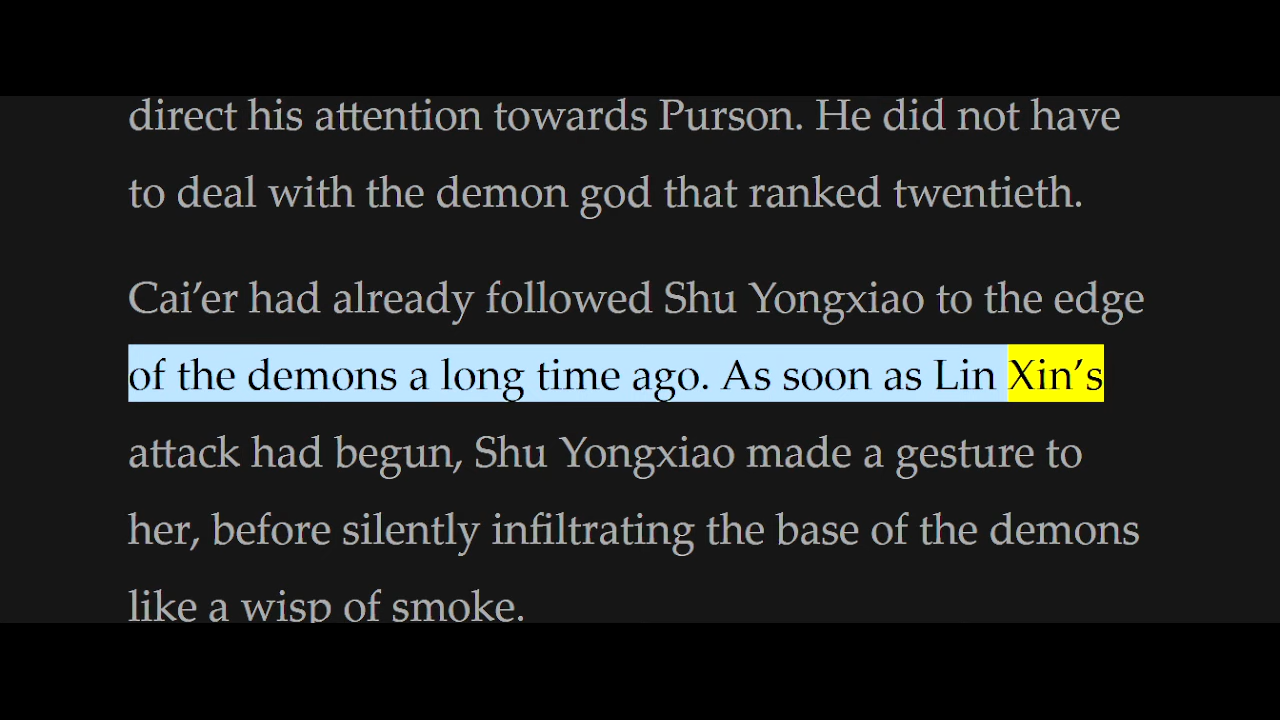 direct his attention towards Purson. He did not have
to deal with the demon god that ranked twentieth.
Cai’er had already followed Shu Yongxiao to the edge
of the demons a long time ago. As soon as Lin Xin’s
attack had begun, Shu Yongxiao made a gesture to
her, before silently infiltrating the base of the demons
like a wisp of smoke.